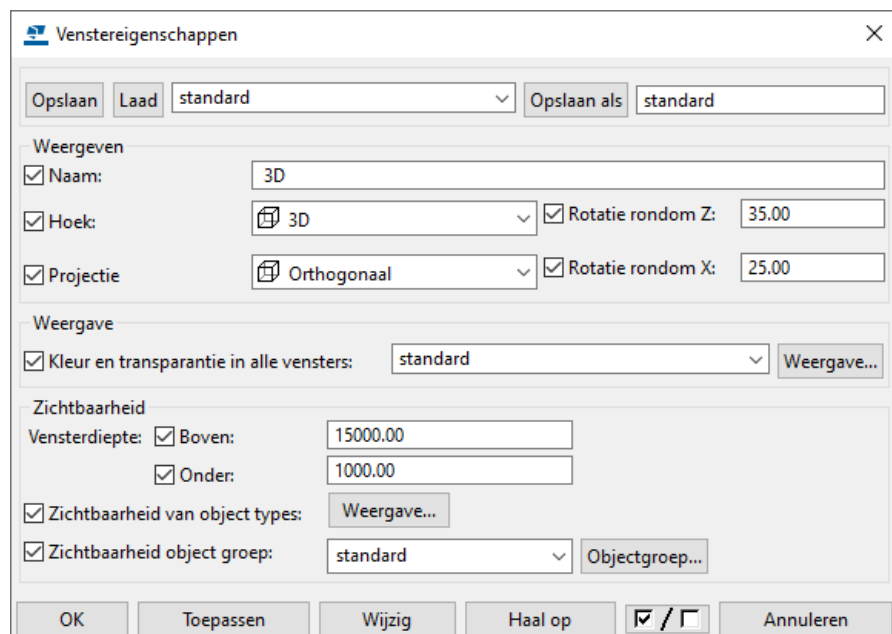 Venstereigenschappen
Opslaan Laad standard Opslaan als standard
Weergeven
Naam: 3D
Hoek: 3D Rotatie rondom Z: 35.00
Projectie Orthogonaal Rotatie rondom X: 25.00
Weergave
Kleur en transparantie in alle vensters: standard Weergave...
Zichtbaarheid
Vensterdiepte: Boven: 15000.00
Onder: 1000.00
Zichtbaarheid van object types: Weergave...
Zichtbaarheid object groep: standard Objectgroep...
OK Toepassen Wijzig Haal op / Annuleren